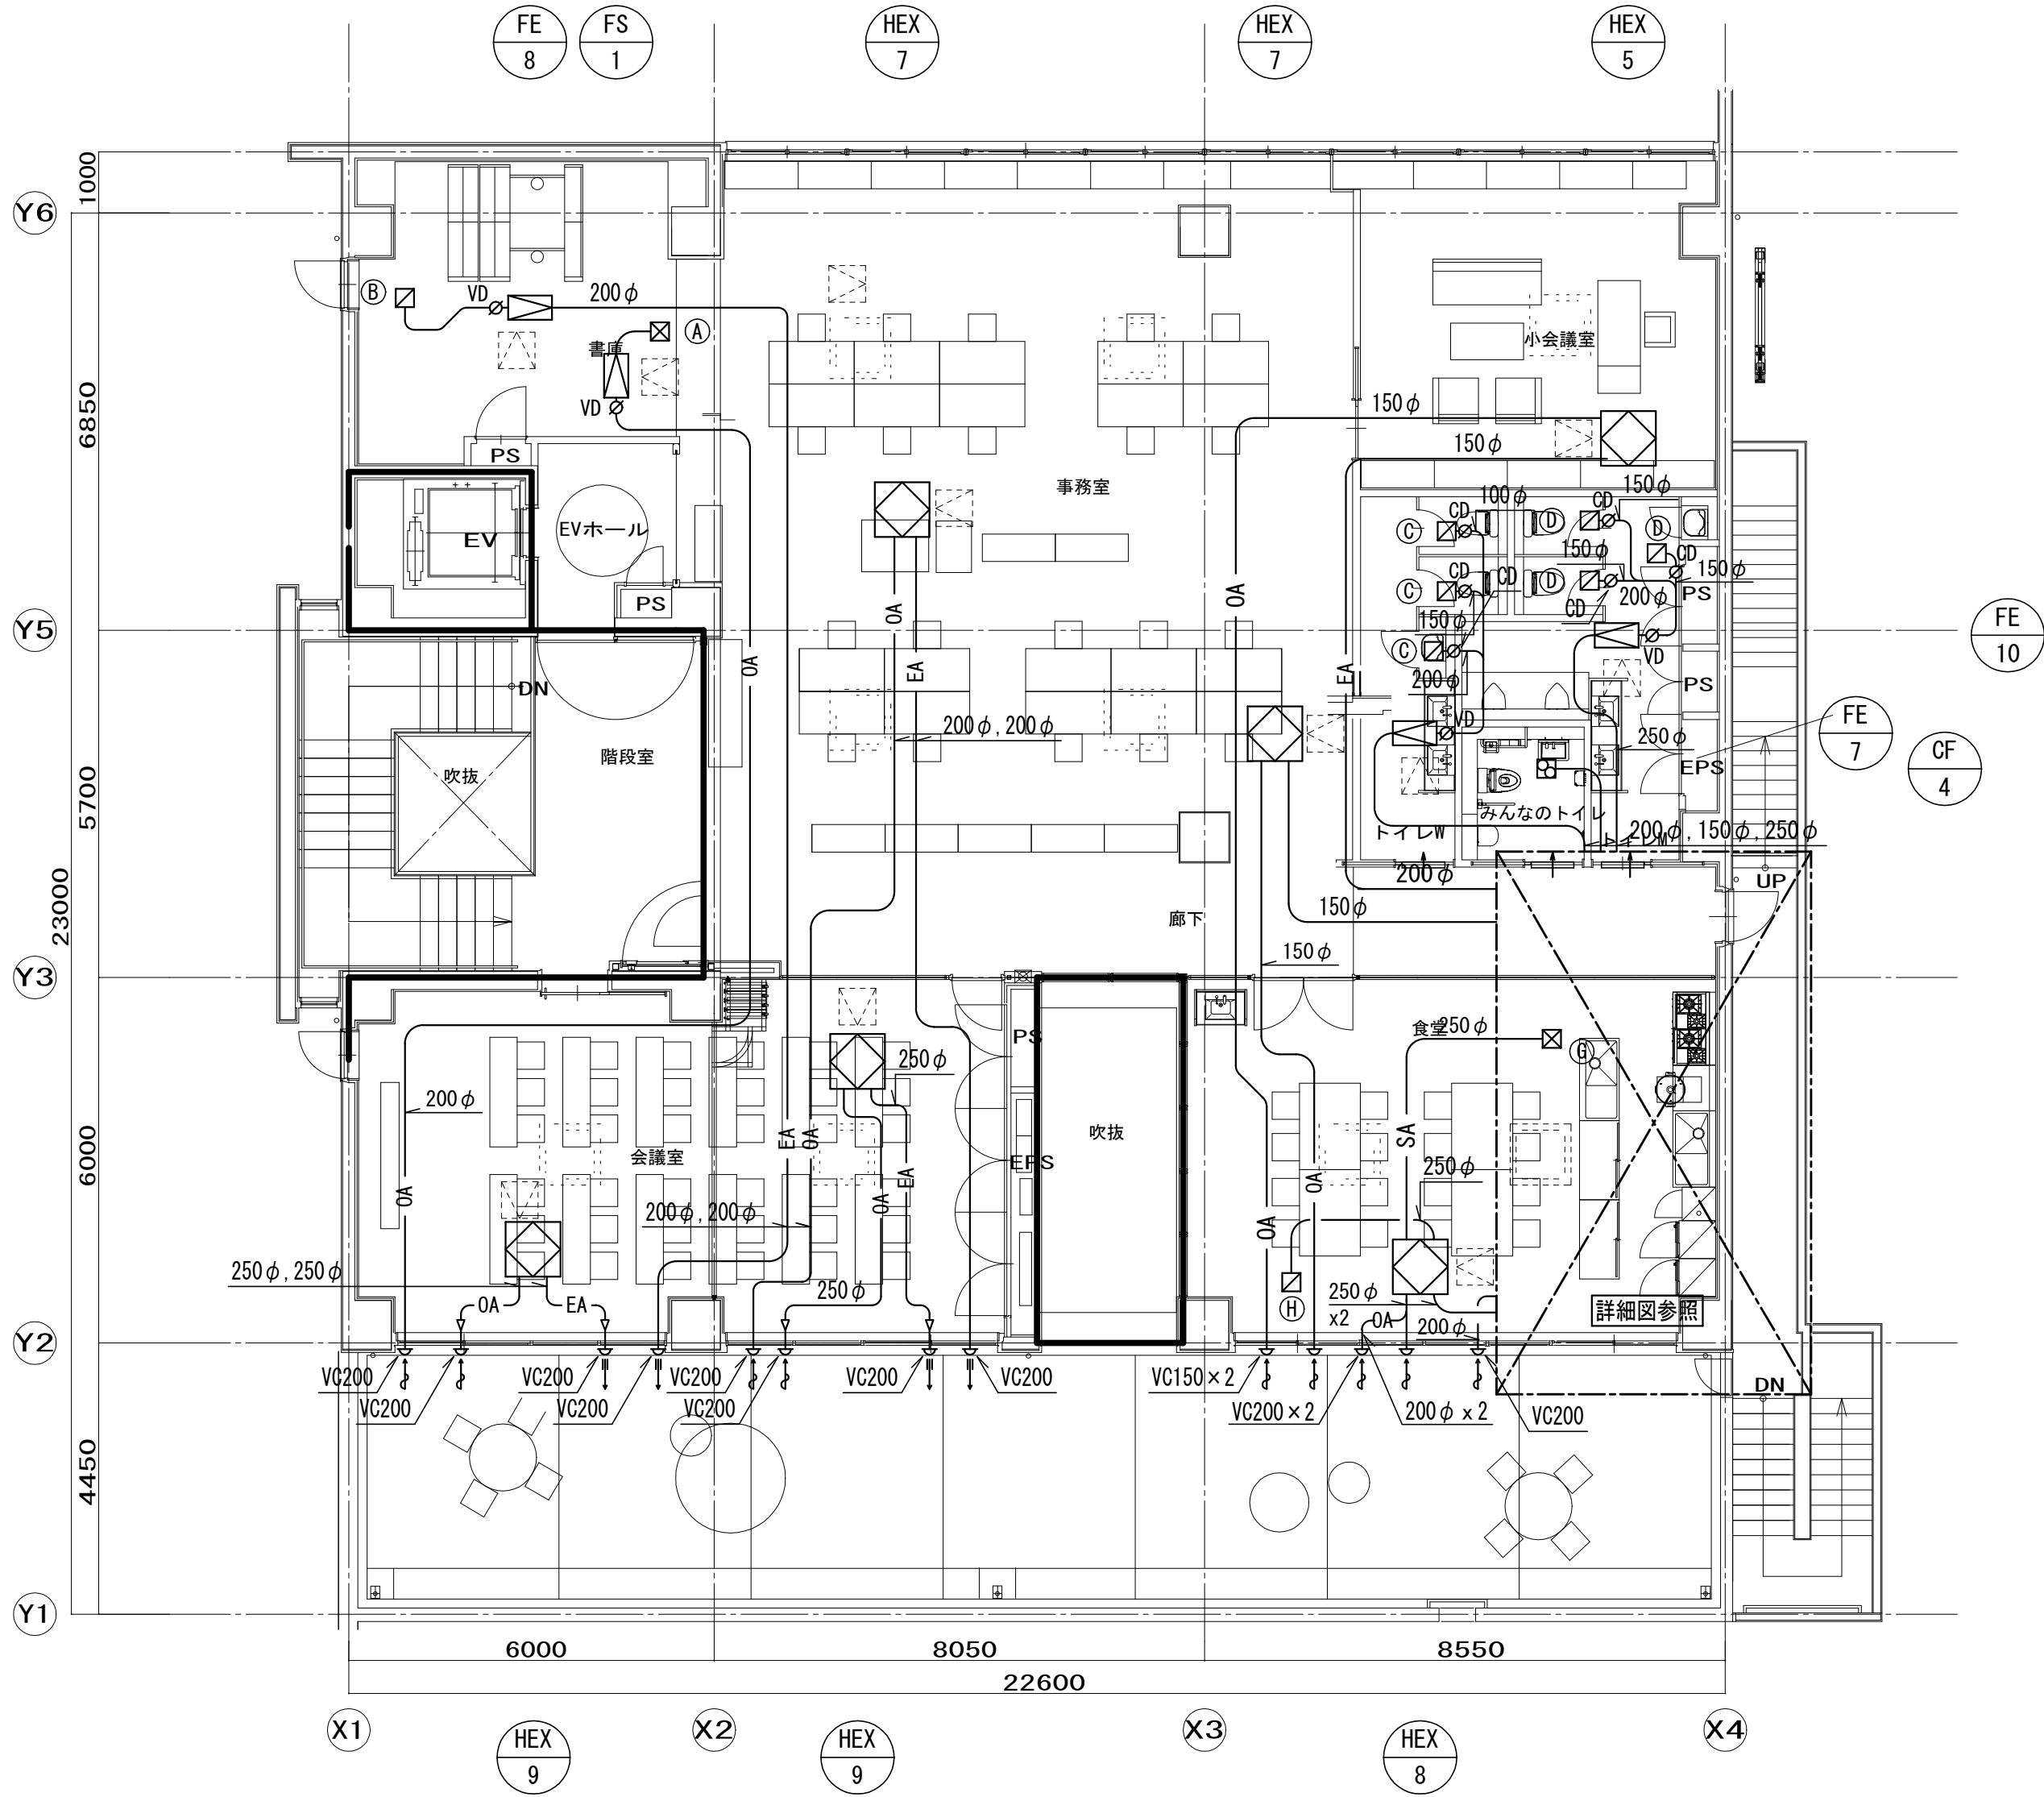 FE
8
FS
1
HEX
7
HEX
7
HEX
5
1000
Y6
B
VD
200φ
A
書庫
小会議室
VD
6850
150φ
150φ
PS
事務室
EV
EVホール
100φ
CD
150φ
CD
C
D
D
150φ
CD
CD
CD
D
C
150φ
200φ
PS
CD
OA
PS
Y5
150φ
FE
10
C
VD
OA
EA
OA
EA
200φ
PS
DN
VD
200φ, 200φ
250φ
FE
7
階段室
吹抜
EPS
CF
4
5700
みんなのトイレ
トイレW
200φ, 150φ, 250φ
トイレM
200φ
UP
23000
150φ
廊下
150φ
Y3
PS
食堂
250φ
G
250φ
200φ
EA
OA
吹抜
SA
会議室
EPS
250φ
6000
OA
OA
EA
OA
OA
200φ, 200φ
250φ, 250φ
OA
EA
250φ
H
250φ
x2
OA
200φ
詳細図参照
Y2
VC200
VC200
VC200
VC200
VC200
VC200
VC200
VC200
VC150×2
VC200×2
200φ x 2
VC200
DN
4450
Y1
6000
8050
8550
22600
X1
X2
X3
X4
HEX
9
HEX
9
HEX
8